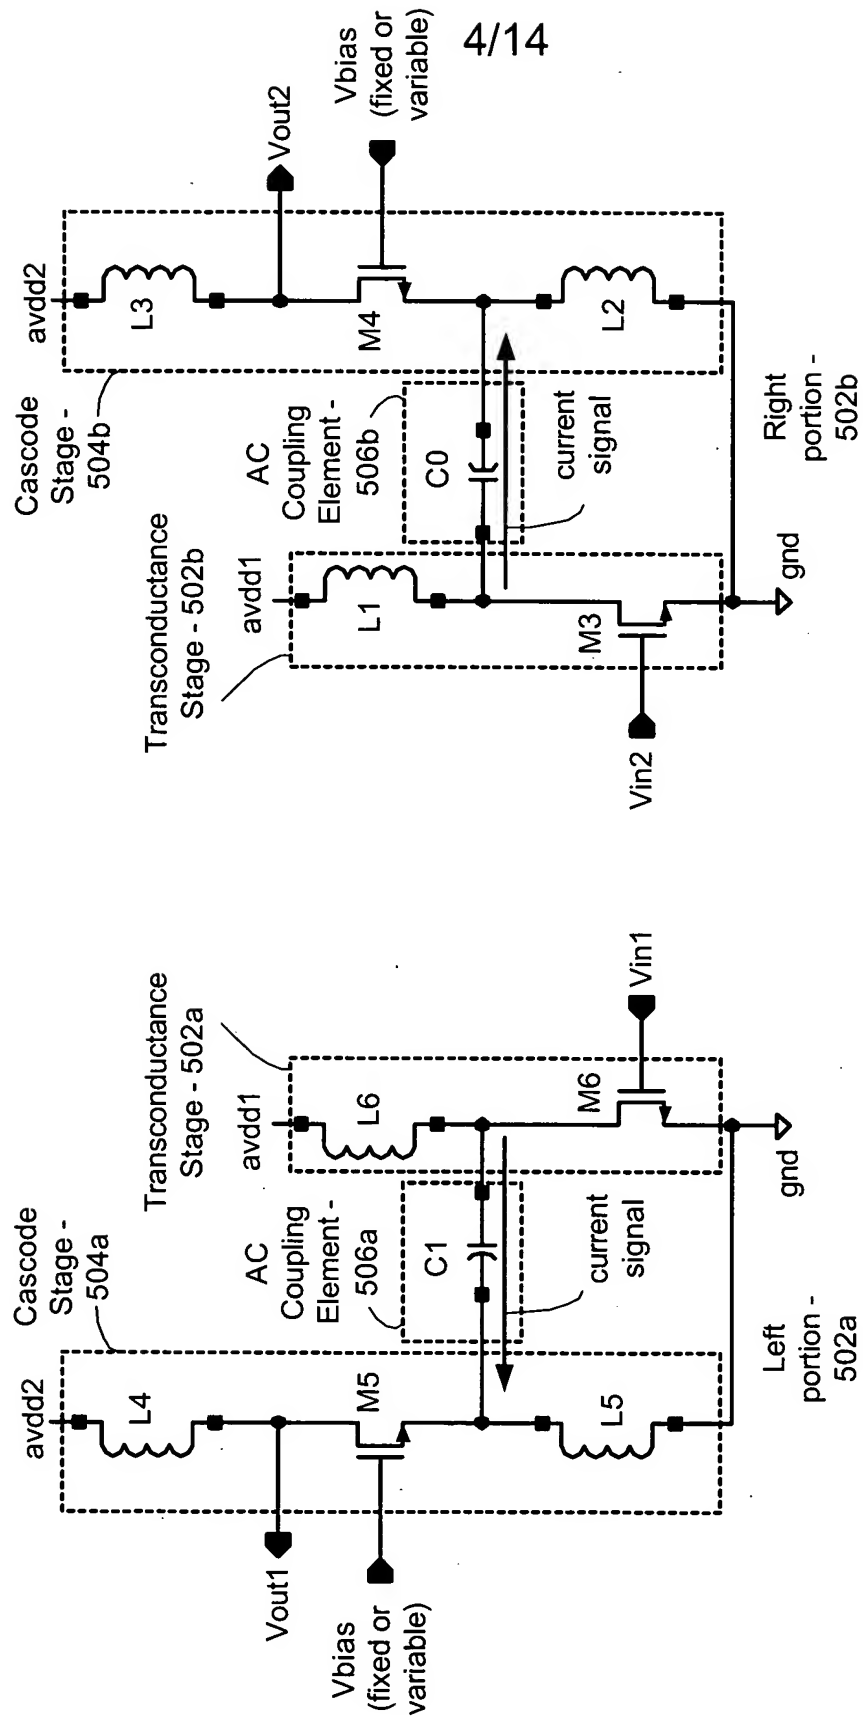 4/14
Cascode
Stage -
504a
Transconductance
Stage - 502a
avdd2
L4
Vout1
M5
Vbias
(fixed or
variable)
AC
Coupling
Element -
506a
C1
avdd1
L6
current
signal
L5
M6
Vin1
gnd
Left
portion -
502a
Transconductance
Stage - 502b
Cascode
Stage -
504b
avdd1
L1
AC
Coupling
Element -
506b
C0
avdd2
L3
Vout2
M4
Vbias
(fixed or
variable)
current
signal
L2
M3
Vin2
gnd
Right
portion -
502b